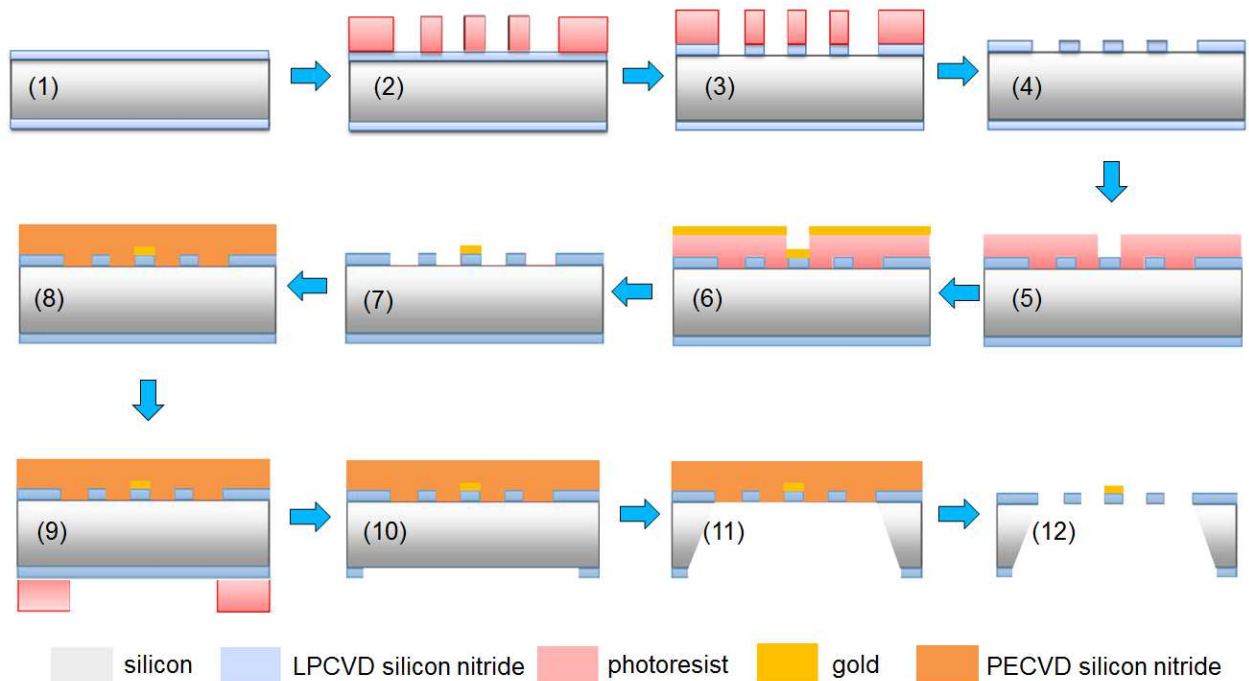 (1)
(2)
(3)
(4)
(8)
(7)
(6)
(5)
(9)
(10)
(11)
(12)
silicon
LPCVD silicon nitride
photoresist
gold
PECVD silicon nitride